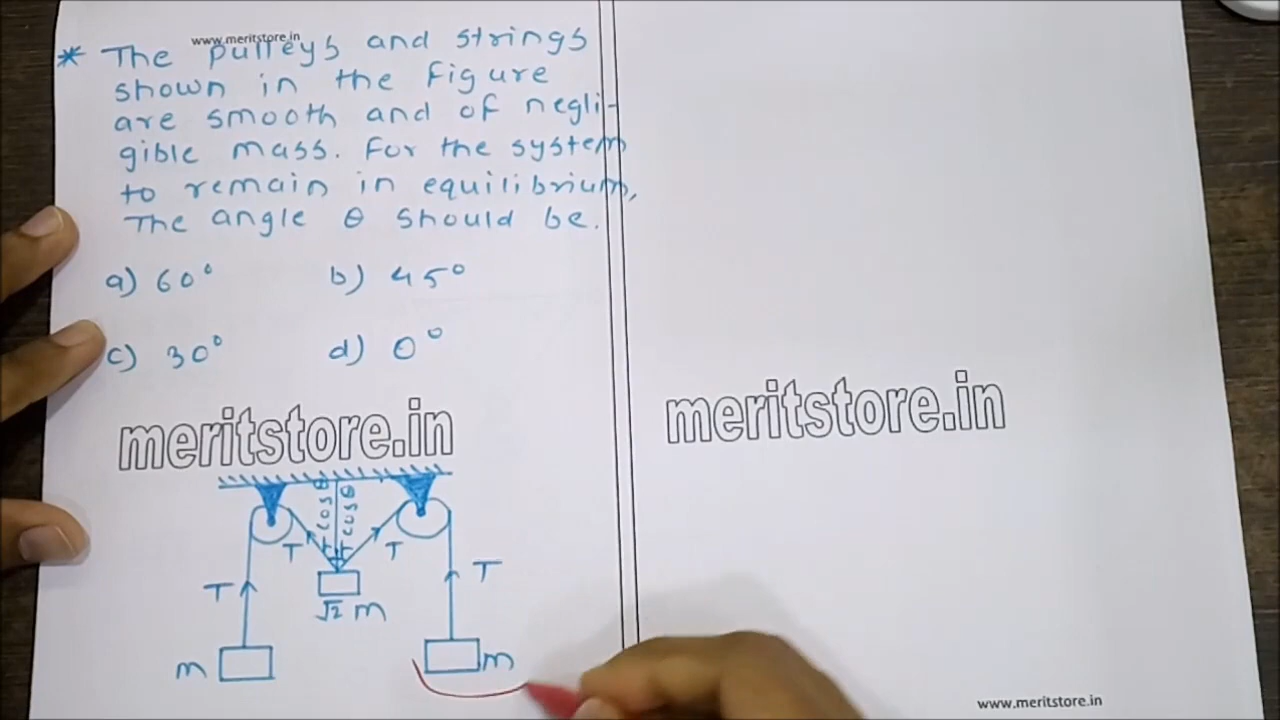 www.meritstore.in
* The pulleys and strings
shown in the figure
are smooth and of negli-
gible mass. For the system
to remain in equilibrium,
The angle θ should be.
a) 60° b) 45°
c) 30° d) 0°
meritstore.in
meritstore.in
T cosθ
T cosθ
T T
T T
√2 m
m m
www.meritstore.in